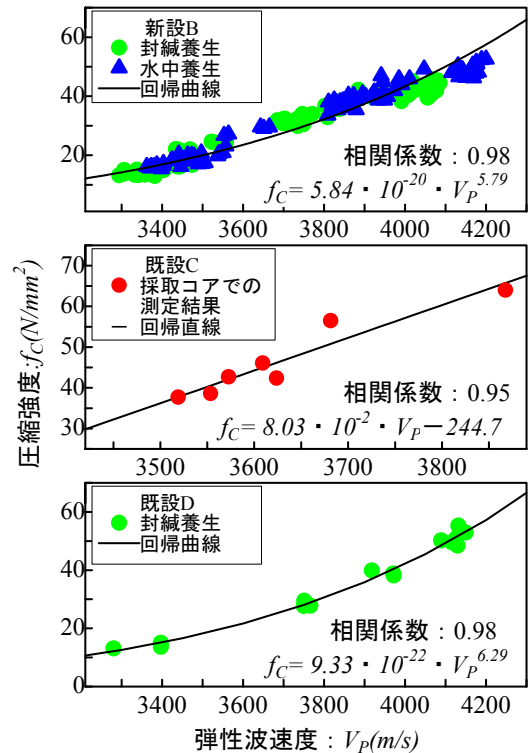 圧縮強度:fC(N/mm²)
60
40
20
新設B
封緘養生
水中養生
回帰曲線
相関係数：0.98
fC= 5.84・10⁻²⁰・VP⁵·⁷⁹
3400 3600 3800 4000 4200
70
65
50
40
30
既設C
採取コアでの
測定結果
回帰直線
相関係数：0.95
fC= 8.03・10⁻²・VP－244.7
3500 3600 3700 3800
60
40
20
0
既設D
封緘養生
回帰曲線
相関係数：0.98
fC= 9.33・10⁻²²・VP⁶·²⁹
3400 3600 3800 4000 4200
弾性波速度：VP(m/s)